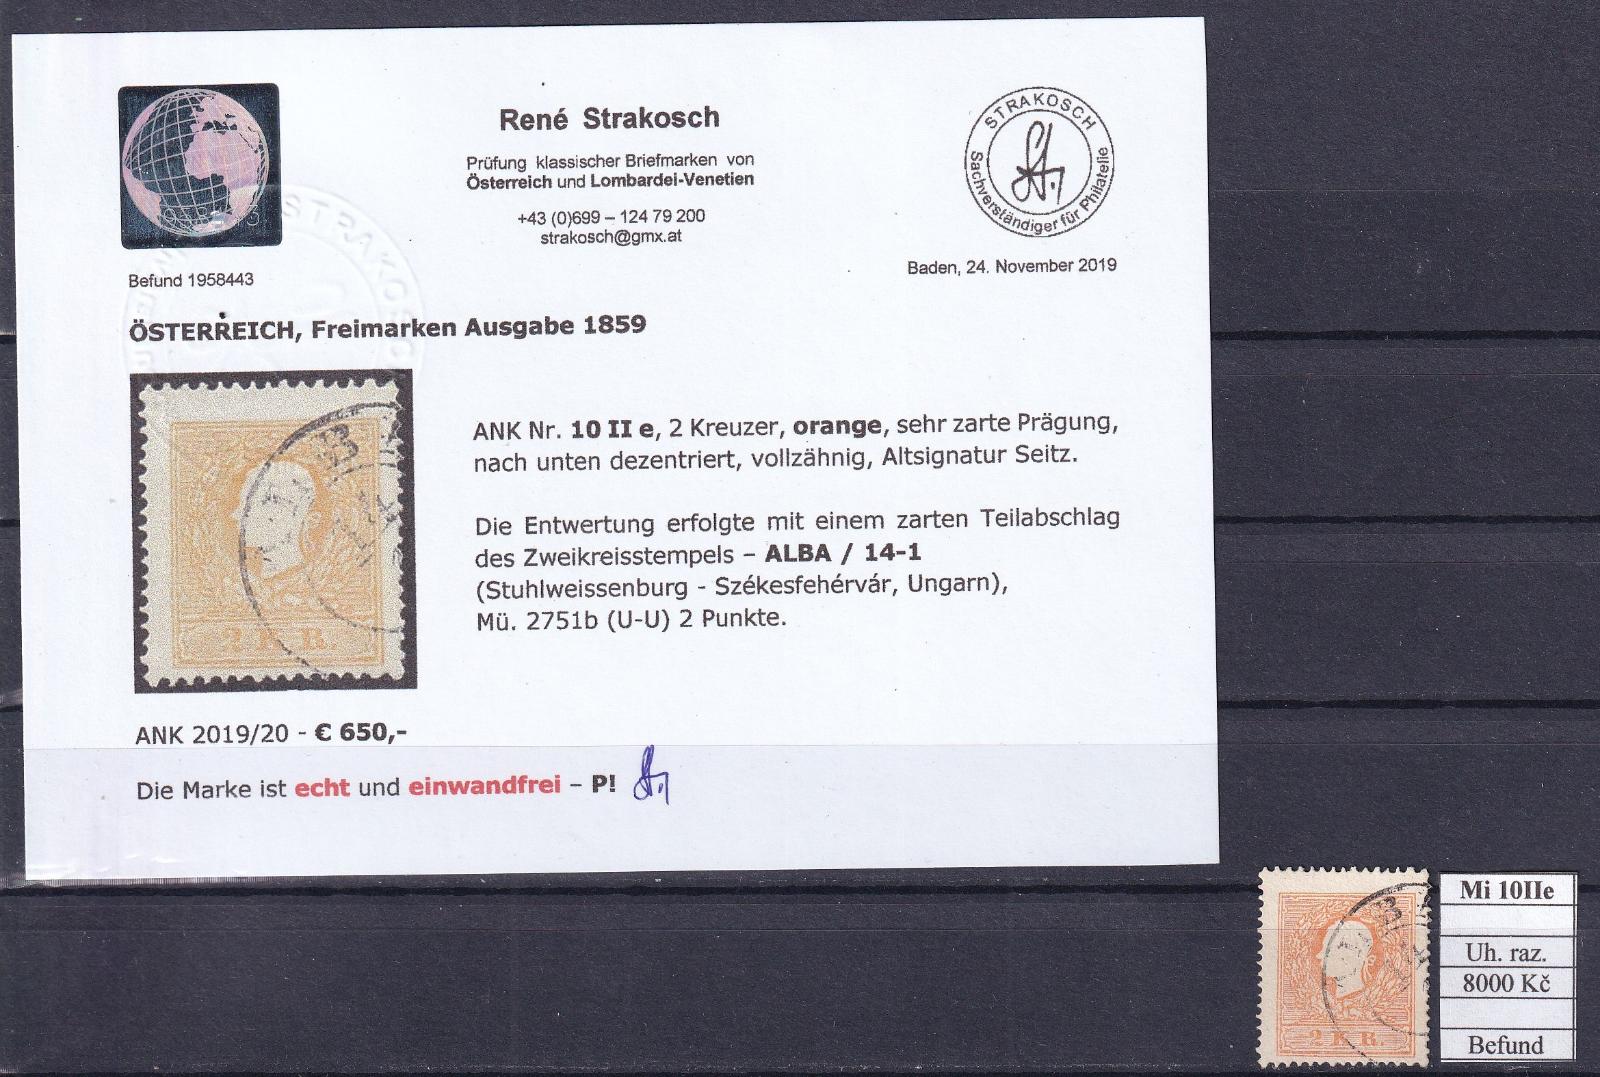 René Strakosch
Prüfung klassischer Briefmarken von
Österreich und Lombardei-Venetien
+43 (0)699 – 124 79 200
strakosch@gmx.at
STRAKOSCH
Sachverständiger für Philatelie
Baden, 24. November 2019
Befund 1958443
STRAKOSCH
ÖSTERREICH, Freimarken Ausgabe 1859
2 K R.
ANK Nr. 10 II e, 2 Kreuzer, orange, sehr zarte Prägung,
nach unten dezentriert, vollzähnig, Altsignatur Seitz.
Die Entwertung erfolgte mit einem zarten Teilabschlag
des Zweikreisstempels – ALBA / 14-1
(Stuhlweissenburg - Székesfehérvár, Ungarn),
Mü. 2751b (U-U) 2 Punkte.
ANK 2019/20 - € 650,-
Die Marke ist echt und einwandfrei – P!
2 K R.
Mi 10IIe
Uh. raz.
8000 Kč
Befund